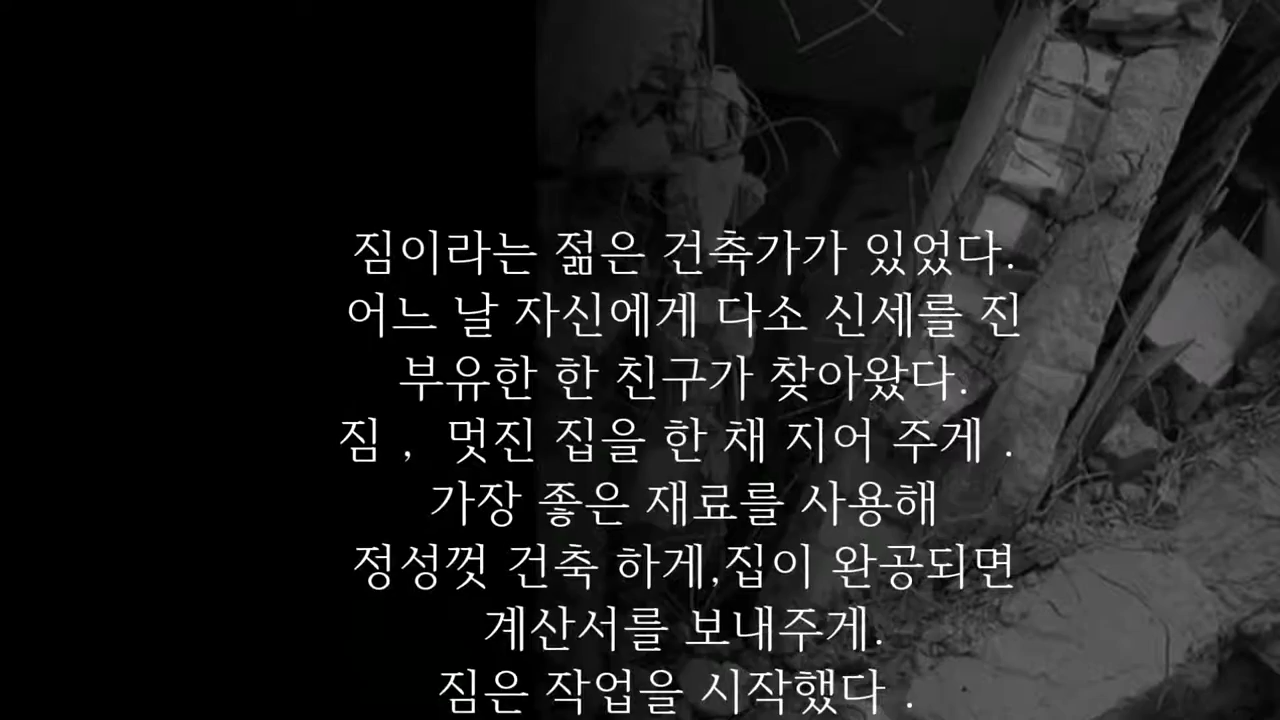 짐이라는 젊은 건축가가 있었다.
어느 날 자신에게 다소 신세를 진
부유한 한 친구가 찾아왔다.
짐 , 멋진 집을 한 채 지어 주게 .
가장 좋은 재료를 사용해
정성껏 건축 하게,집이 완공되면
계산서를 보내주게.
짐은 작업을 시작했다 .